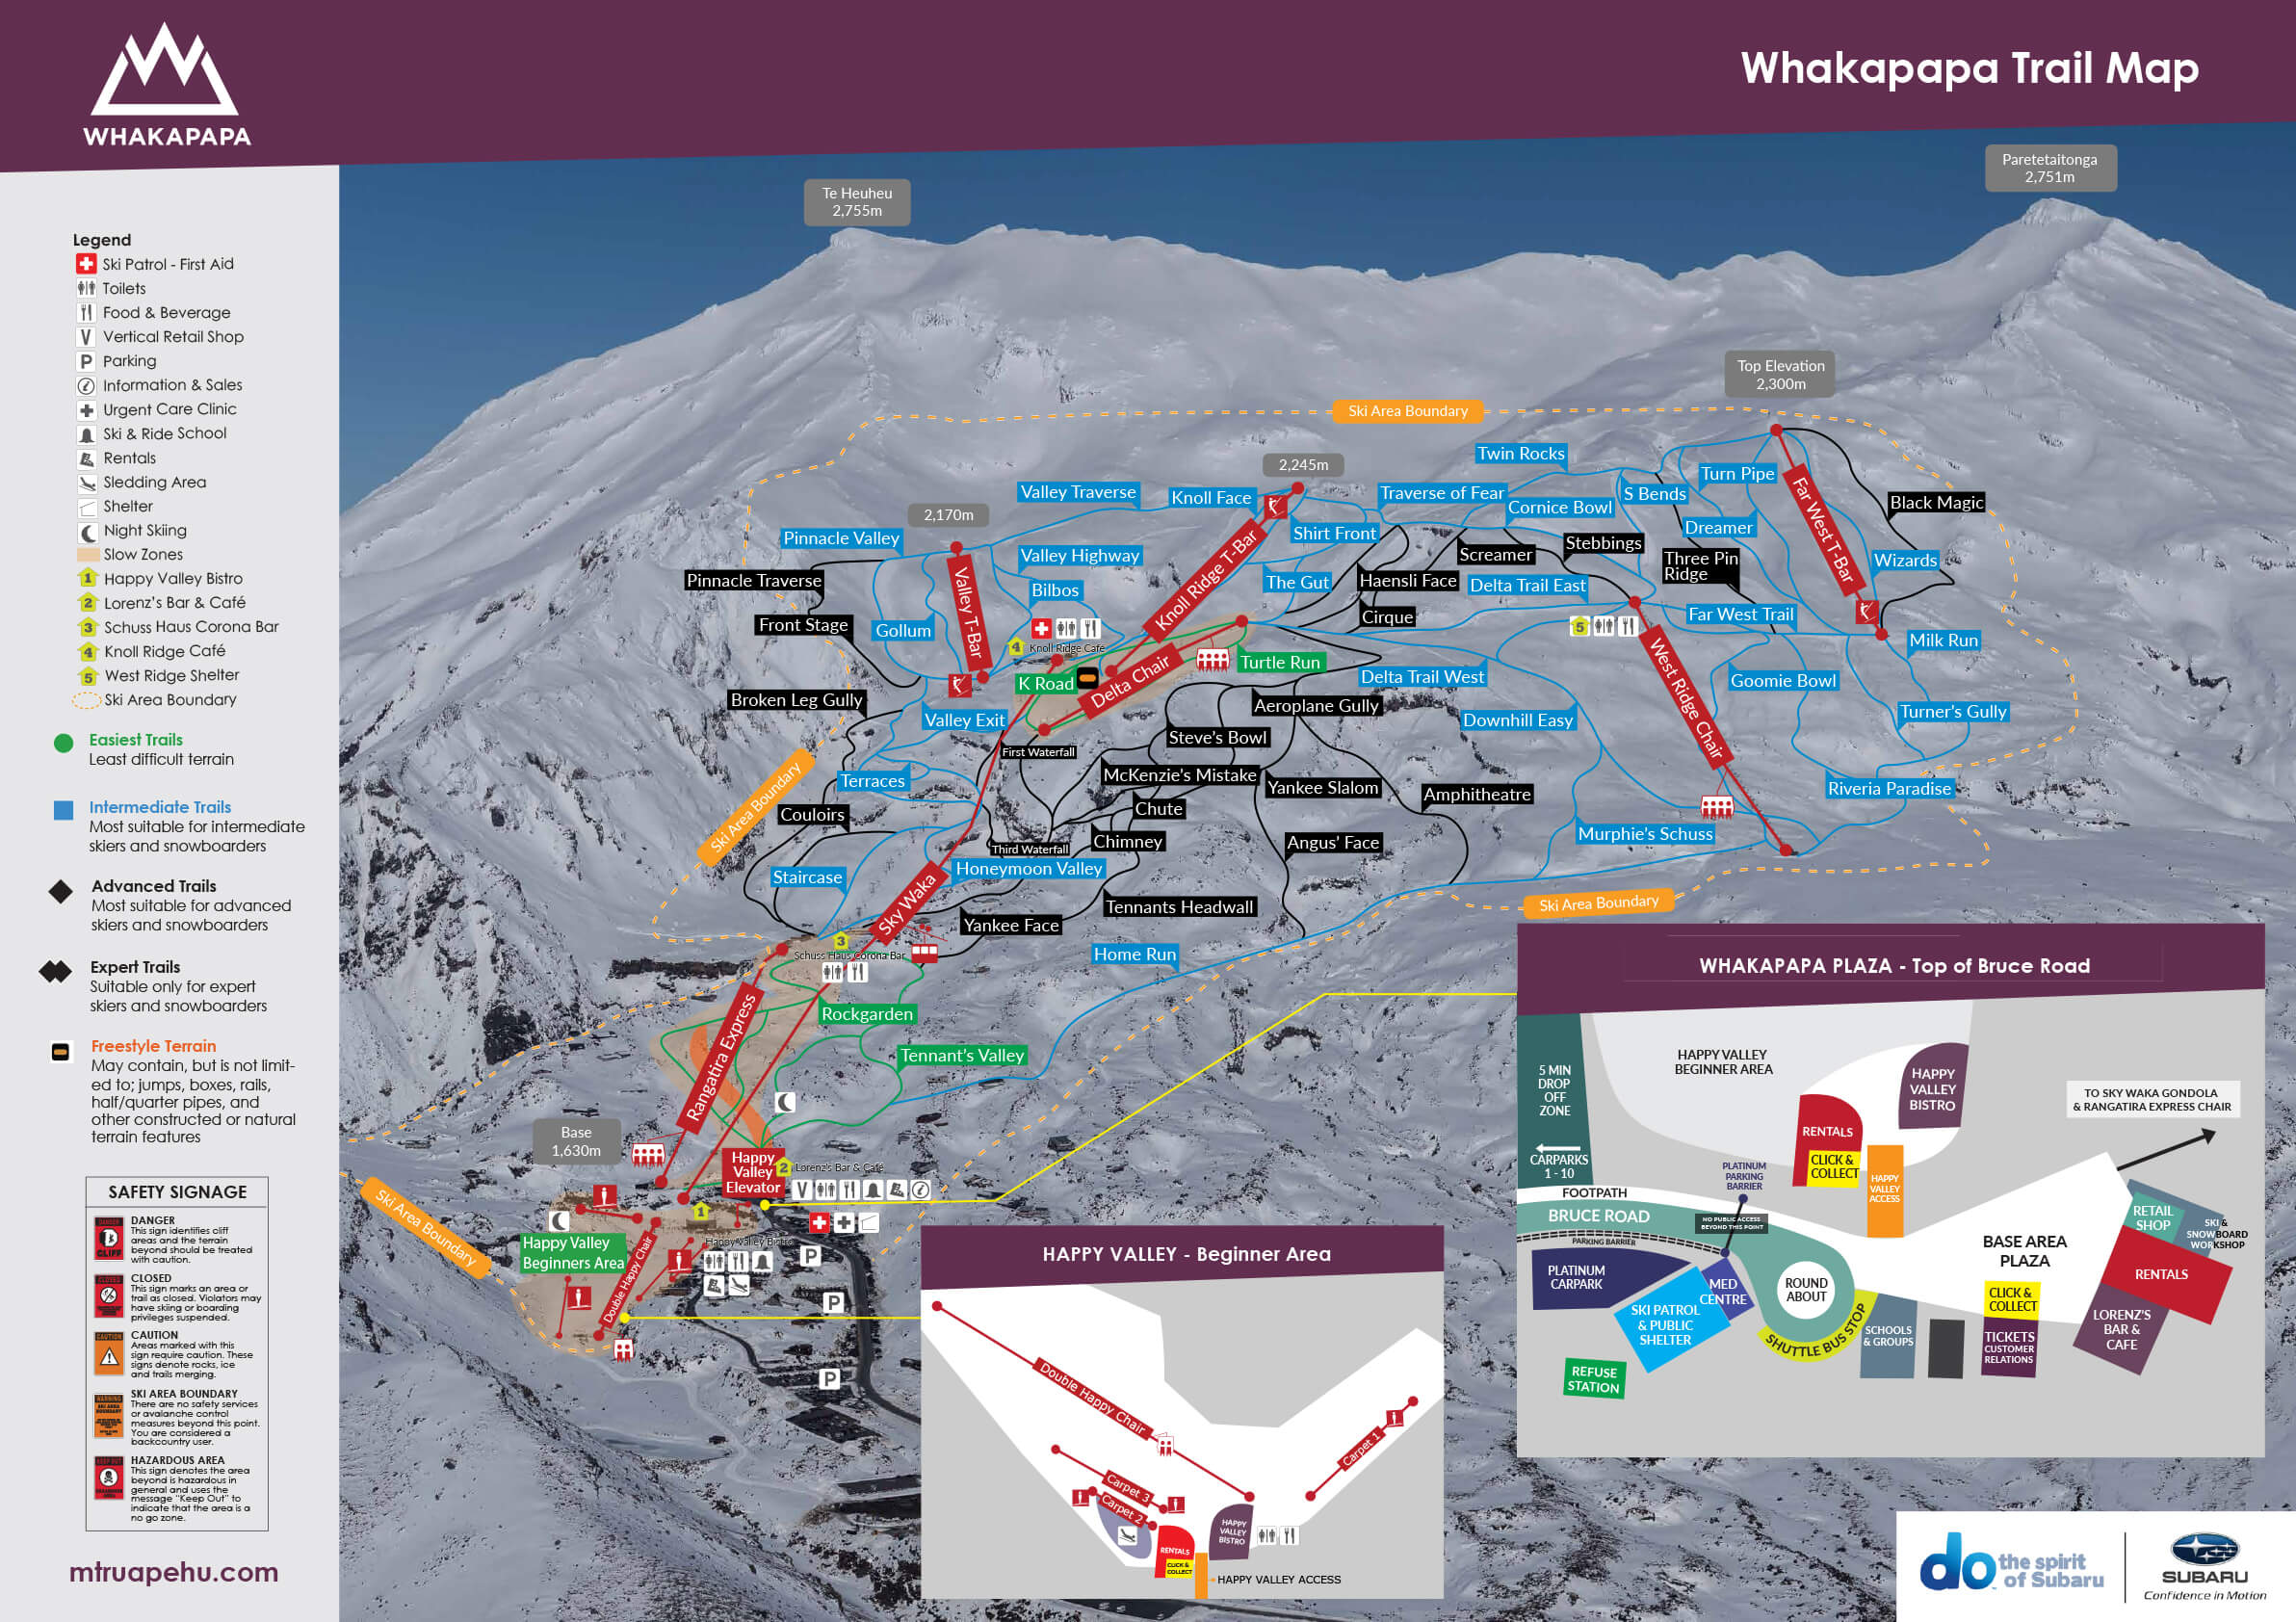 Whakapapa Trail Map
WHAKAPAPA
Te Heuheu
2,755m
Paretetaitonga
2,751m
Legend
Ski Patrol - First Aid
Toilets
Food & Beverage
Vertical Retail Shop
Parking
Information & Sales
Urgent Care Clinic
Ski & Ride School
Rentals
Sledding Area
Shelter
Night Skiing
Slow Zones
1 Happy Valley Bistro
2 Lorenz's Bar & Café
3 Schuss Haus Corona Bar
4 Knoll Ridge Café
5 West Ridge Shelter
Ski Area Boundary
Easiest Trails
Least difficult terrain
Intermediate Trails
Most suitable for intermediate
skiers and snowboarders
Advanced Trails
Most suitable for advanced
skiers and snowboarders
Expert Trails
Suitable only for expert
skiers and snowboarders
Freestyle Terrain
May contain, but is not limit-
ed to; jumps, boxes, rails,
half/quarter pipes, and
other constructed or natural
terrain features
SAFETY SIGNAGE
DANGER
This sign identifies cliff
areas and the terrain
beyond should be treated
with caution.
CLOSED
This sign marks an area or
trail as closed. Violators may
have skiing or boarding
privileges suspended.
CAUTION
Areas marked with this
sign require caution. These
signs denote rocks, ice
and trails merging.
SKI AREA BOUNDARY
There are no safety services
or avalanche control
measures beyond this point.
You are considered a
backcountry user.
HAZARDOUS AREA
This sign denotes the area
beyond is hazardous in
general and uses the
message "Keep Out" to
indicate that the area is a
no go zone.
mtruapehu.com
Top Elevation
2,300m
Ski Area Boundary
2,245m
2,170m
Twin Rocks
Turn Pipe
Valley Traverse
Knoll Face
Traverse of Fear
S Bends
Cornice Bowl
Black Magic
Far West T-Bar
Pinnacle Valley
Shirt Front
Dreamer
Valley Highway
Screamer
Stebbings
Three Pin
Ridge
Wizards
Pinnacle Traverse
Valley T-Bar
Bilbos
Knoll Ridge T-Bar
The Gut
Haensli Face
Delta Trail East
Front Stage
Gollum
Cirque
Far West Trail
4
Knoll Ridge Café
5
Milk Run
K Road
Delta Chair
Turtle Run
Delta Trail West
West Ridge Chair
Goomie Bowl
Broken Leg Gully
Valley Exit
Aeroplane Gully
Downhill Easy
Turner's Gully
First Waterfall
Steve's Bowl
Terraces
McKenzie's Mistake
Yankee Slalom
Amphitheatre
Riveria Paradise
Ski Area Boundary
Couloirs
Chute
Chimney
Third Waterfall
Angus' Face
Murphie's Schuss
Staircase
Honeymoon Valley
Sky Waka
Tennants Headwall
Ski Area Boundary
Yankee Face
3
Schuss Haus Corona Bar
Home Run
Rangatira Express
Rockgarden
Tennant's Valley
Base
1,630m
Happy
Valley
Elevator
2
Lorenz's Bar & Café
V
Ski Area Boundary
1
Happy Valley Bistro
Happy Valley
Beginners Area
Double Happy Chair
P
P
P
HAPPY VALLEY - Beginner Area
Double Happy Chair
Carpet 1
Carpet 3
Carpet 2
HAPPY
VALLEY
BISTRO
RENTALS
CLICK &
COLLECT
HAPPY VALLEY ACCESS
WHAKAPAPA PLAZA - Top of Bruce Road
5 MIN
DROP
OFF
ZONE
CARPARKS
1 - 10
HAPPY VALLEY
BEGINNER AREA
HAPPY
VALLEY
BISTRO
RENTALS
CLICK &
COLLECT
HAPPY
VALLEY
ACCESS
TO SKY WAKA GONDOLA
& RANGATIRA EXPRESS CHAIR
PLATINUM
PARKING
BARRIER
FOOTPATH
BRUCE ROAD
NO PUBLIC ACCESS
BEYOND THIS POINT
PARKING BARRIER
PLATINUM
CARPARK
MED
CENTRE
SKI PATROL
& PUBLIC
SHELTER
ROUND
ABOUT
SHUTTLE BUS STOP
SCHOOLS
& GROUPS
REFUSE
STATION
BASE AREA
PLAZA
CLICK &
COLLECT
TICKETS
CUSTOMER
RELATIONS
RETAIL
SHOP
SKI &
SNOWBOARD
WORKSHOP
RENTALS
LORENZ'S
BAR &
CAFE
do the spirit
of Subaru
SUBARU
Confidence in Motion